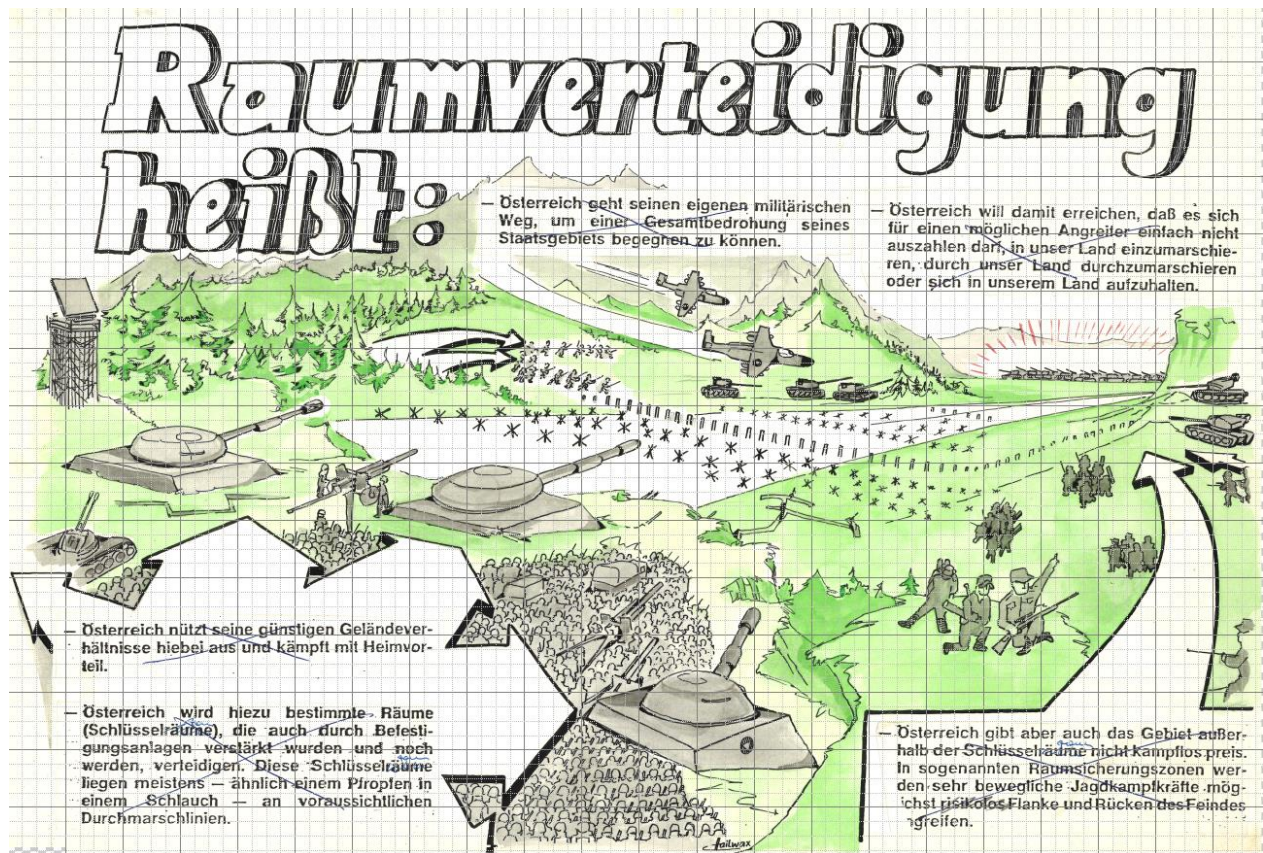 Raumverteidigung
heißt:
— Österreich geht seinen eigenen militärischen
Weg, um einer Gesamtbedrohung seines
Staatsgebiets begegnen zu können.
— Österreich will damit erreichen, daß es sich
für einen möglichen Angreifer einfach nicht
auszahlen darf, in unser Land einzumarschie-
ren, durch unser Land durchzumarschieren
oder sich in unserem Land aufzuhalten.
— Österreich nützt seine günstigen Geländever-
hältnisse hiebei aus und kämpft mit Heimvor-
teil.
— Österreich wird hiezu bestimmte Räume
(Schlüsselräume), die auch durch Befesti-
gungsanlagen verstärkt wurden und noch
werden, verteidigen. Diese Schlüsselräume
liegen meistens — ähnlich einem Pfropfen in
einem Schlauch — an voraussichtlichen
Durchmarschlinien.
— Österreich gibt aber auch das Gebiet außer-
halb der Schlüsselräume nicht kampflos preis.
In sogenannten Raumsicherungszonen wer-
den sehr bewegliche Jagdkampfkräfte mög-
ichst risikolos Flanke und Rücken des Feindes
ngreifen.